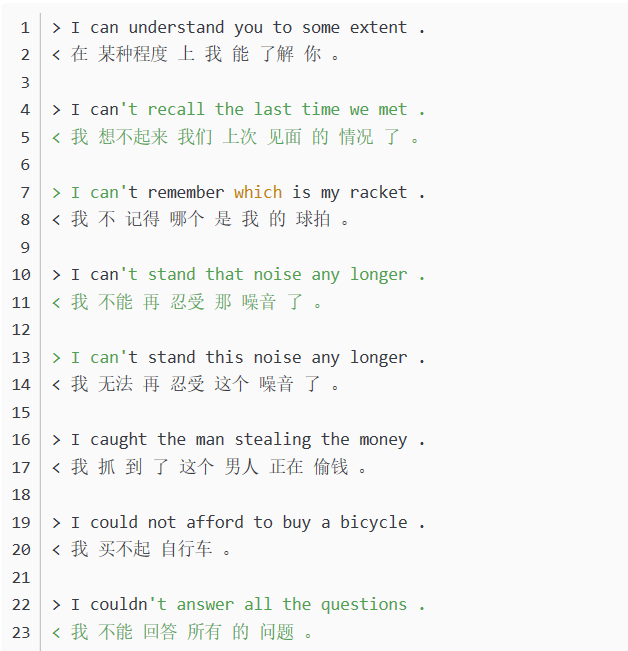 1 > I can understand you to some extent .
2 < 在 某种程度 上 我 能 了解 你 。
3
4 > I can't recall the last time we met .
5 < 我 想不起来 我们 上次 见面 的 情况 了 。
6
7 > I can't remember which is my racket .
8 < 我 不 记得 哪个 是 我 的 球拍 。
9
10 > I can't stand that noise any longer .
11 < 我 不能 再 忍受 那 噪音 了 。
12
13 > I can't stand this noise any longer .
14 < 我 无法 再 忍受 这个 噪音 了 。
15
16 > I caught the man stealing the money .
17 < 我 抓 到 了 这个 男人 正在 偷钱 。
18
19 > I could not afford to buy a bicycle .
20 < 我 买不起 自行车 。
21
22 > I couldn't answer all the questions .
23 < 我 不能 回答 所有 的 问题 。